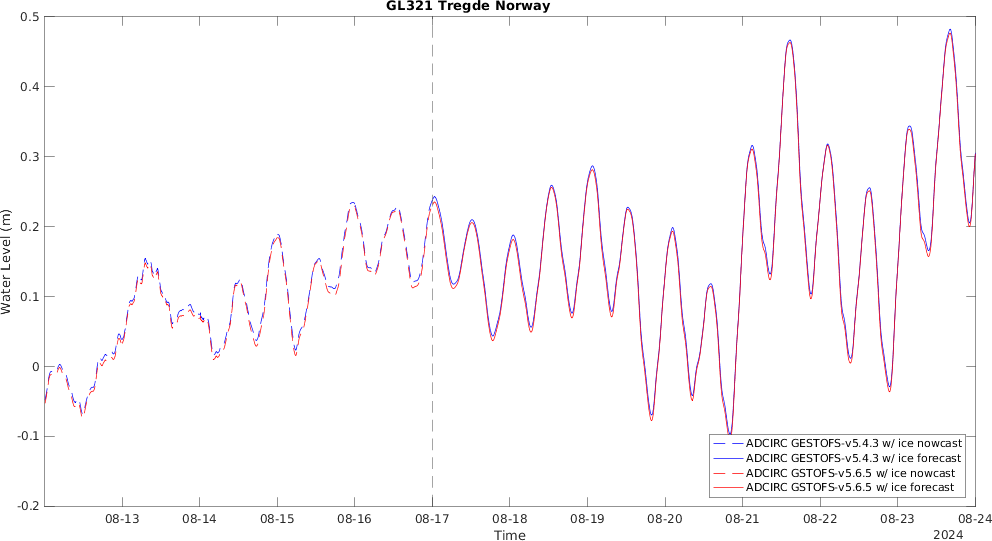 GL321 Tregde Norway
0.5
0.4
0.3
0.2
0.1
0
-0.1
-0.2
Water Level (m)
ADCIRC GESTOFS-v5.4.3 w/ ice nowcast
ADCIRC GESTOFS-v5.4.3 w/ ice forecast
ADCIRC GSTOFS-v5.6.5 w/ ice nowcast
ADCIRC GSTOFS-v5.6.5 w/ ice forecast
08-13 08-14 08-15 08-16 08-17 08-18 08-19 08-20 08-21 08-22 08-23 08-24
Time
2024